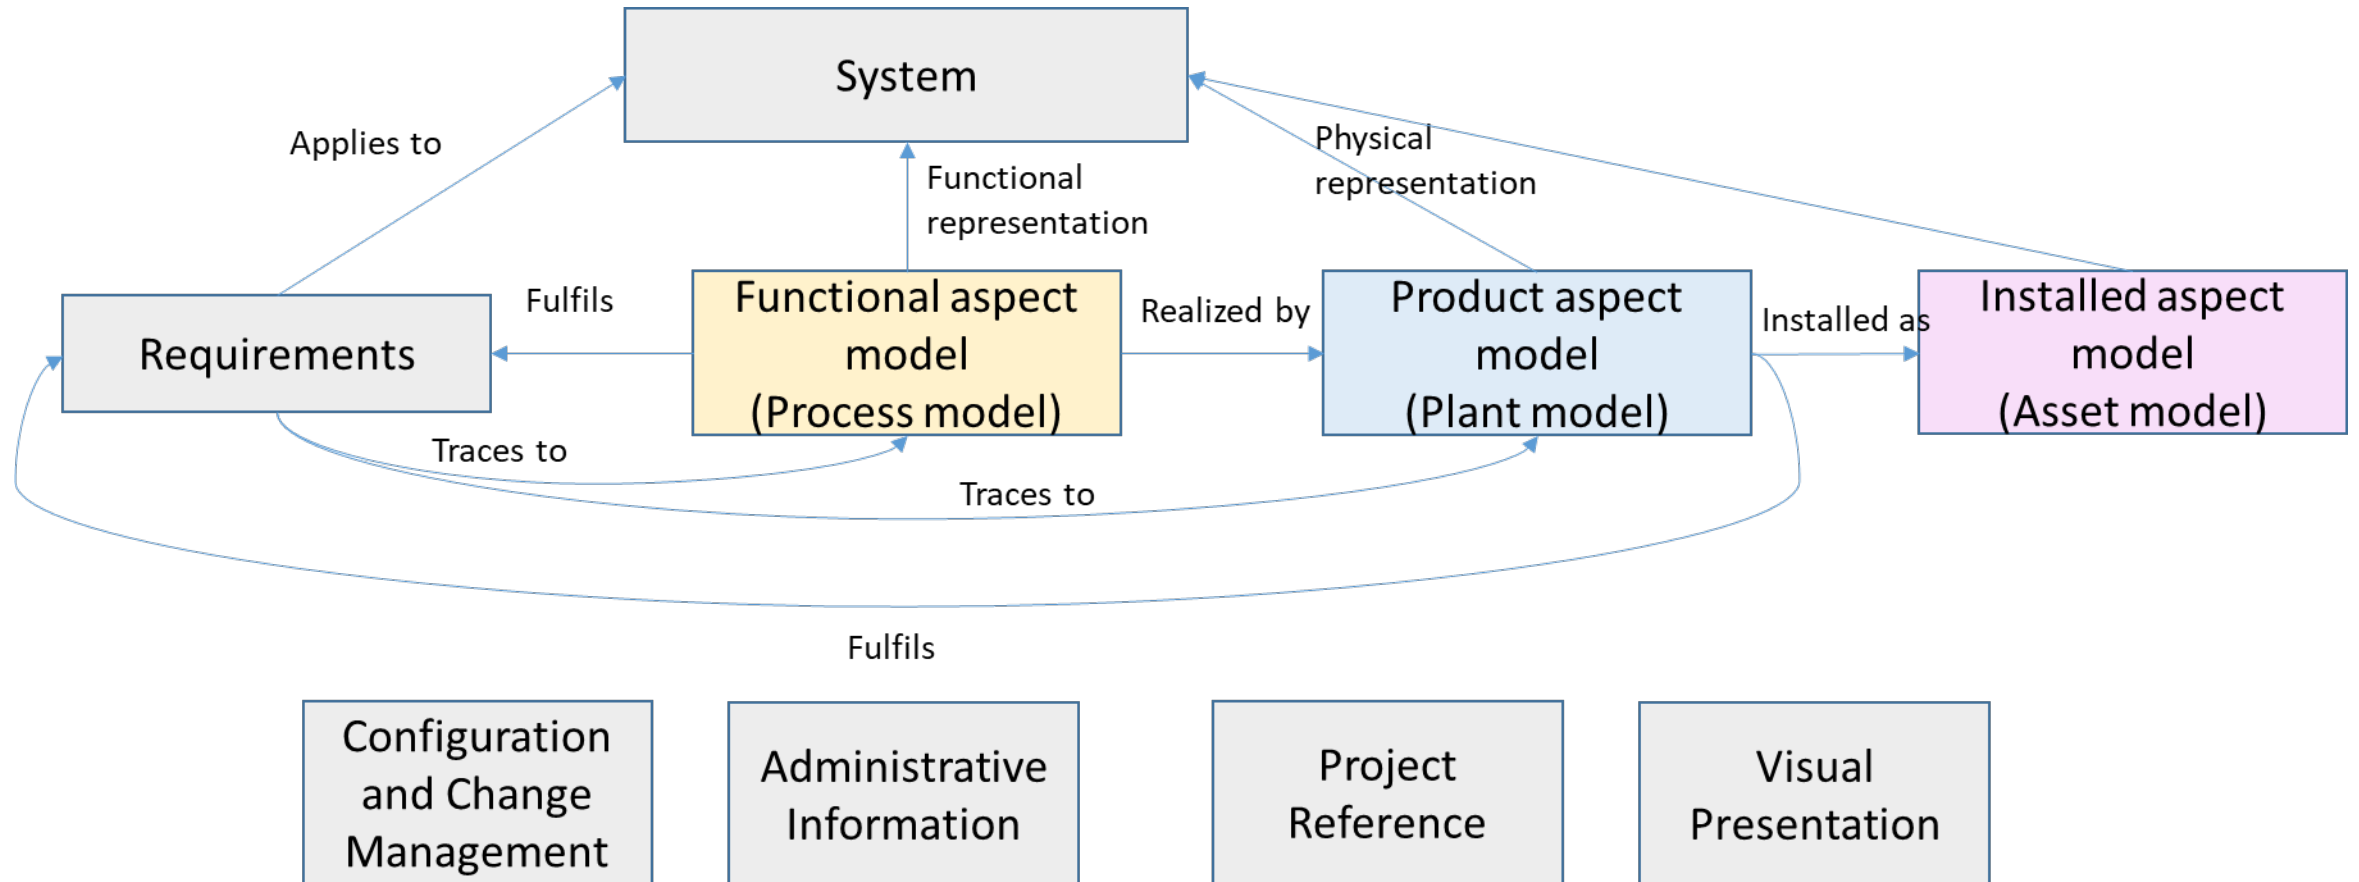 System
Applies to
Physical
representation
Functional
representation
Fulfils
Functional aspect
model
(Process model)
Realized by
Product aspect
model
(Plant model)
Installed as
Installed aspect
model
(Asset model)
Requirements
Traces to
Traces to
Fulfils
Configuration
and Change
Management
Administrative
Information
Project
Reference
Visual
Presentation